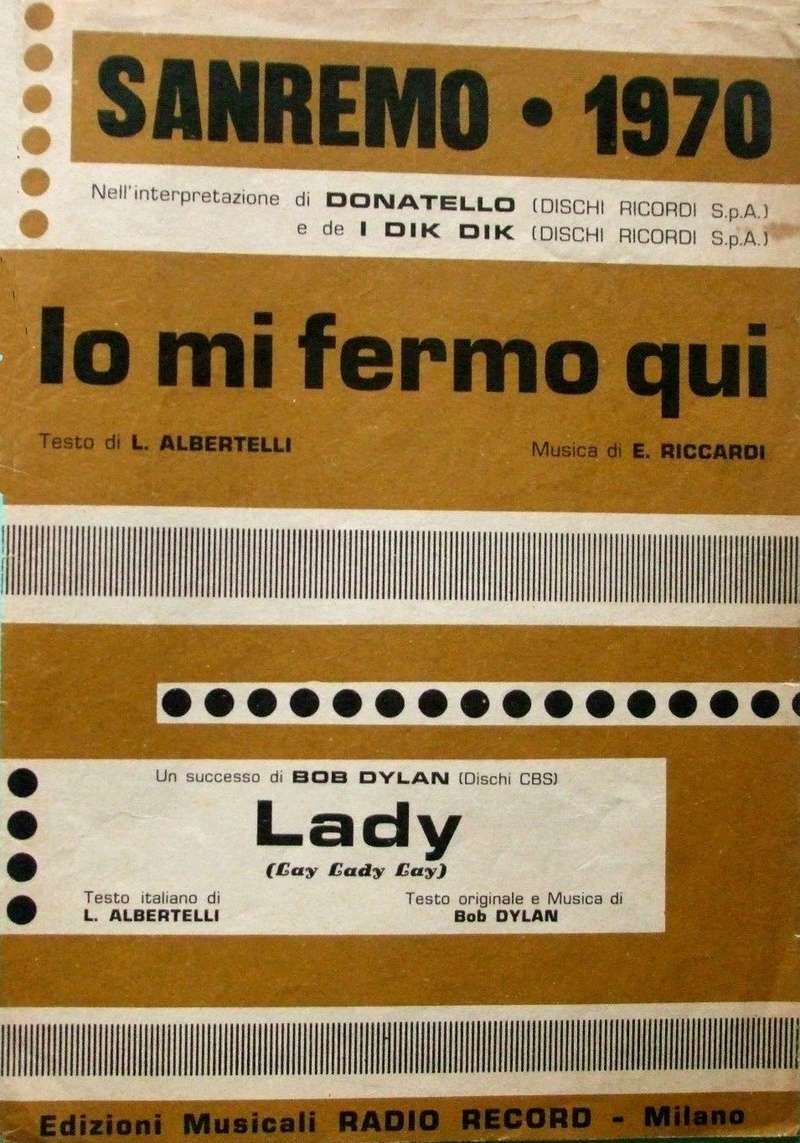 SANREMO • 1970
Nell'interpretazione di DONATELLO (DISCHI RICORDI S.p.A.)
e de I DIK DIK (DISCHI RICORDI S.p.A.)
Io mi fermo qui
Testo di L. ALBERTELLI Musica di E. RICCARDI
Un successo di BOB DYLAN (Dischi CBS)
Lady
(Lay Lady Lay)
Testo italiano di Testo originale e Musica di
L. ALBERTELLI Bob DYLAN
Edizioni Musicali RADIO RECORD - Milano